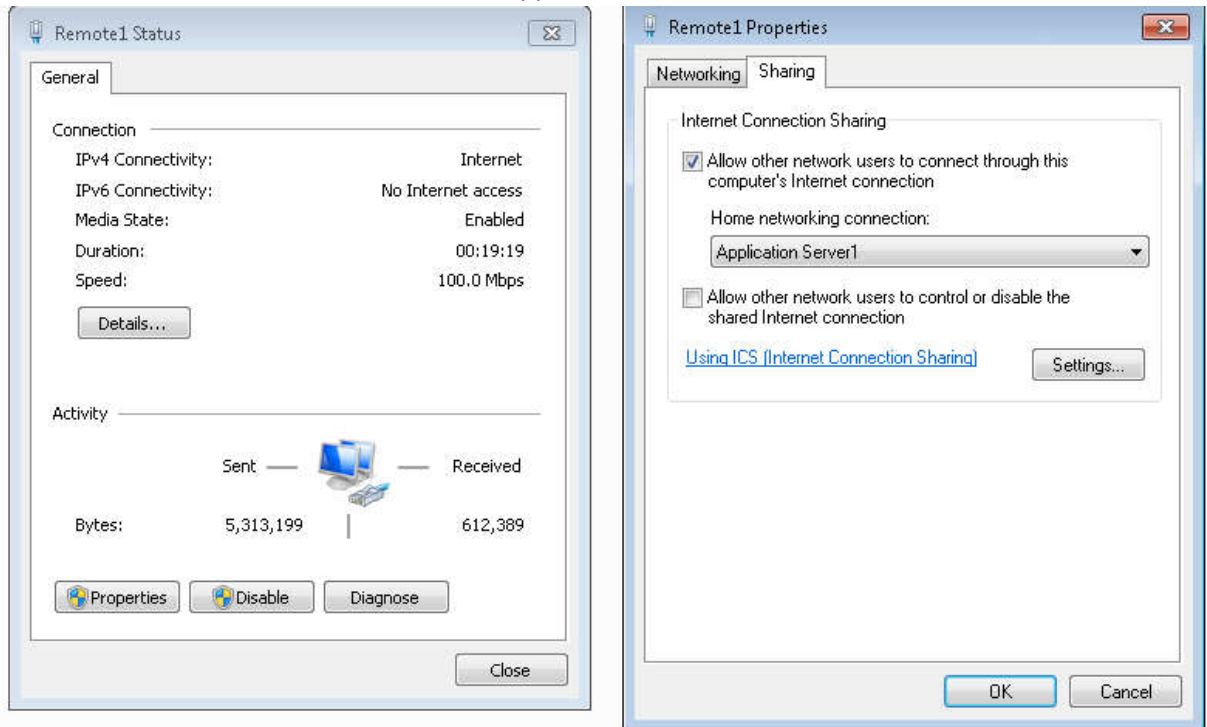 Remote1 Status
General
Connection
IPv4 Connectivity: Internet
IPv6 Connectivity: No Internet access
Media State: Enabled
Duration: 00:19:19
Speed: 100.0 Mbps
Details...
Activity
Sent — — Received
Bytes: 5,313,199 | 612,389
Properties Disable Diagnose
Close
Remote1 Properties
Networking Sharing
Internet Connection Sharing
Allow other network users to connect through this
computer's Internet connection
Home networking connection:
Application Server1
Allow other network users to control or disable the
shared Internet connection
Using ICS (Internet Connection Sharing) Settings...
OK Cancel